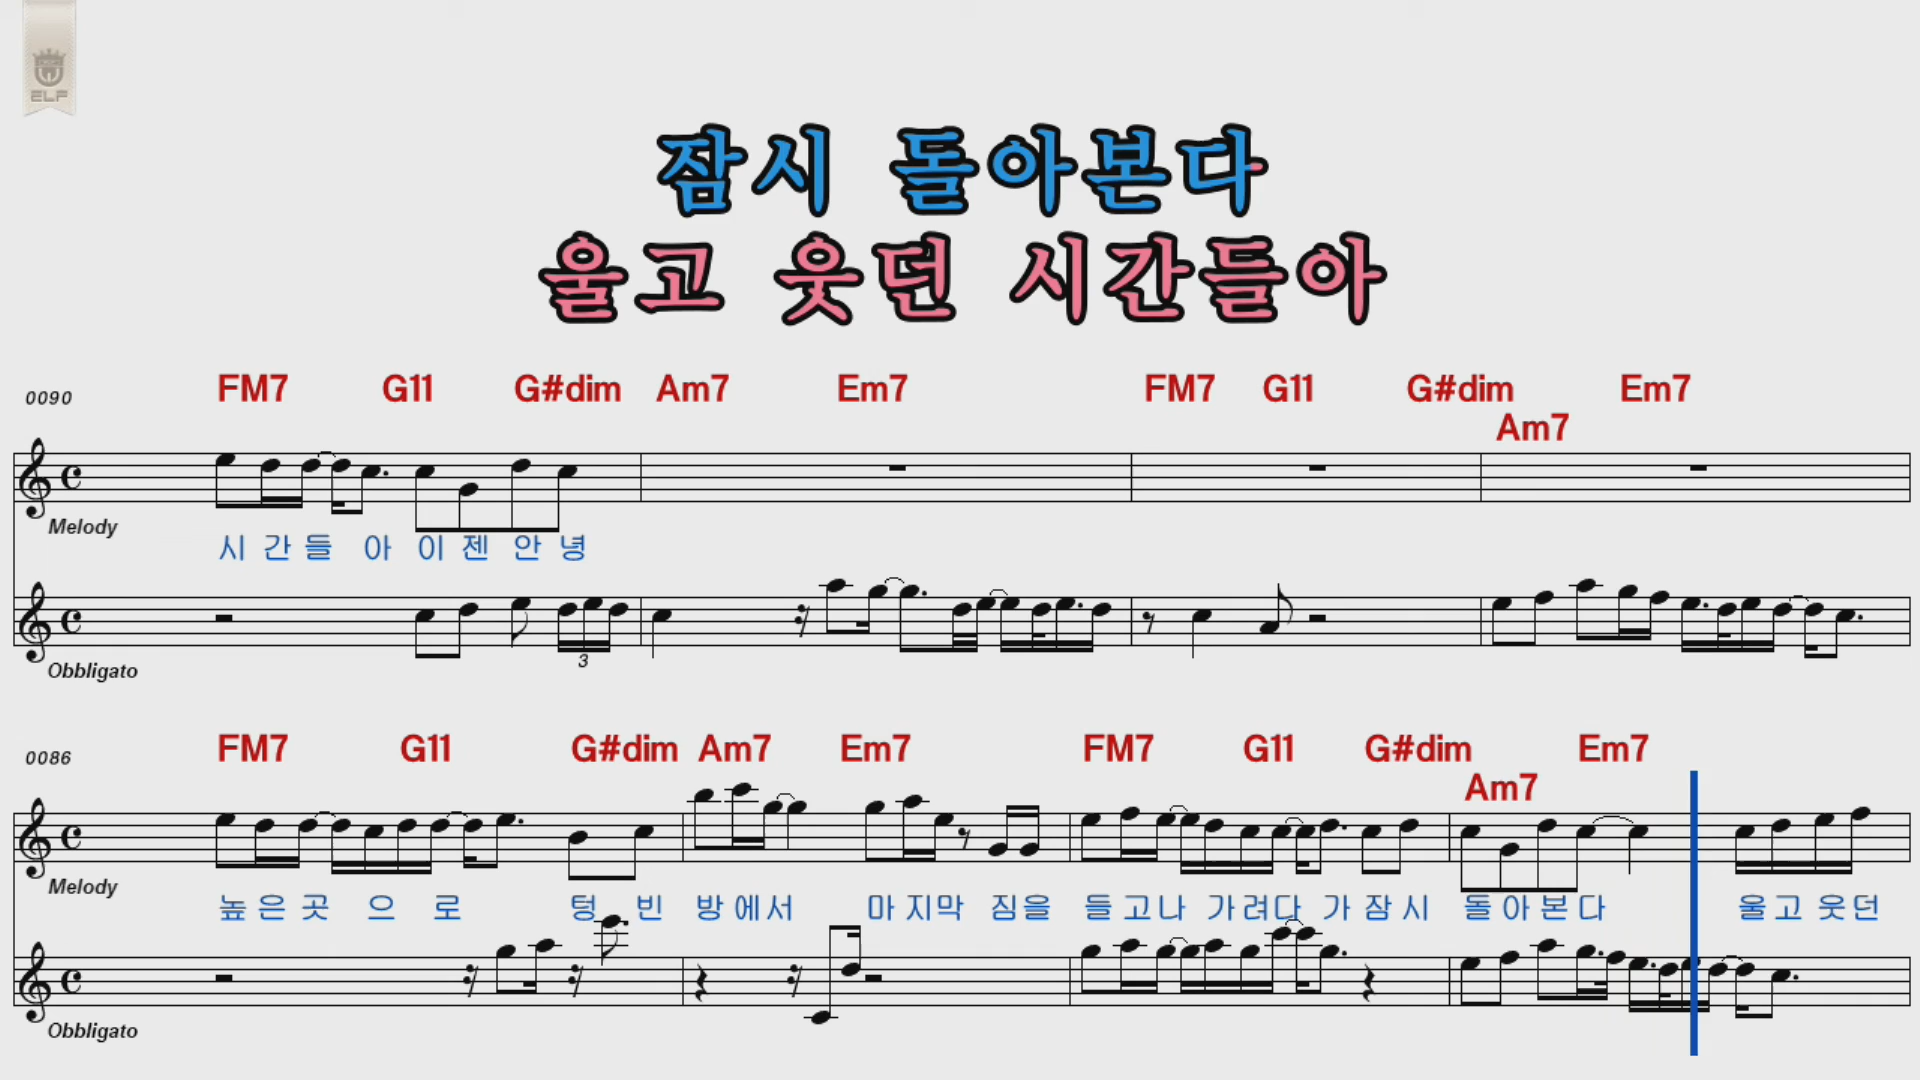 ELF
잠시 돌아본다
울고 웃던 시간들아
0090 FM7 G11 G#dim Am7 Em7 FM7 G11 G#dim Em7
Am7
Melody
시 간 들 아 이 젠 안 녕
3
Obbligato
0086 FM7 G11 G#dim Am7 Em7 FM7 G11 G#dim Em7
Am7
Melody
높 은 곳 으 로 텅 빈 방 에 서 마 지 막 짐 을 들 고 나 가 려 다 가 잠 시 돌 아 본 다 울 고 웃 던
Obbligato